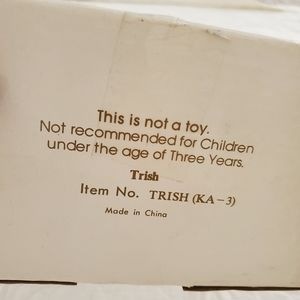 This is not a toy.
Not recommended for Children
under the age of Three Years.
Trish
Item No. TRISH (KA-3)
Made in China